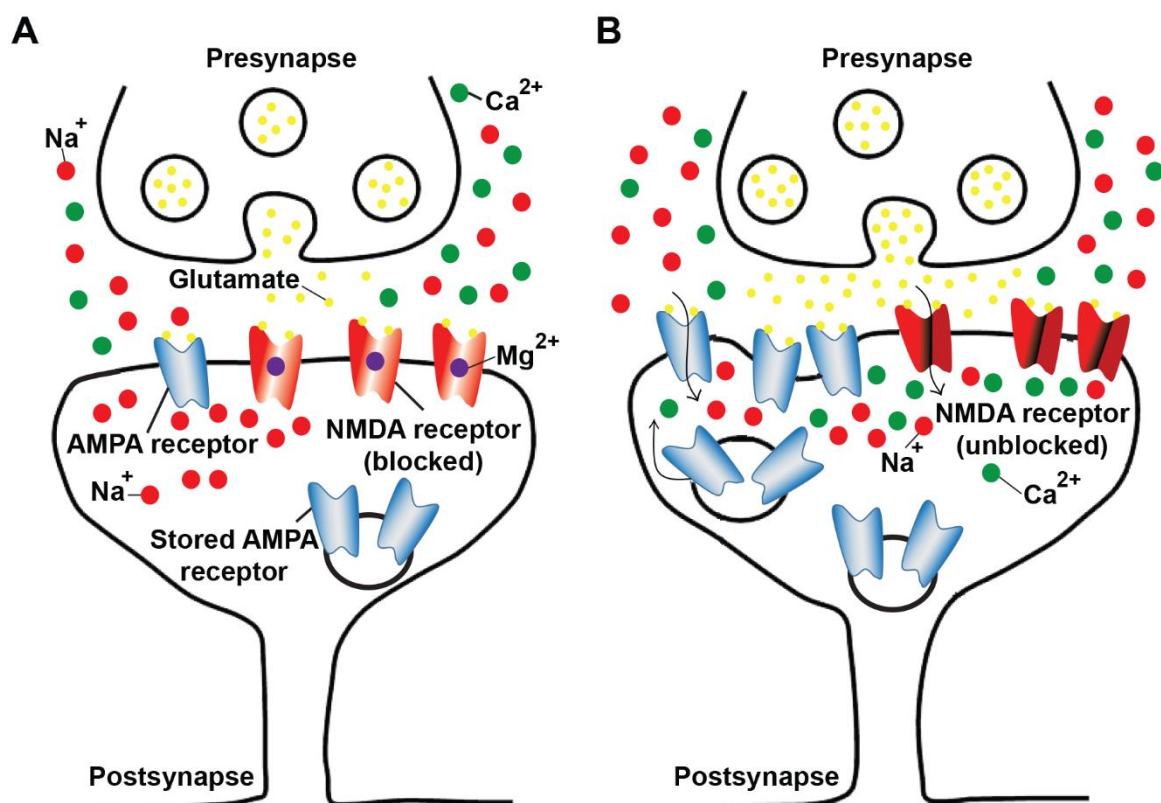 A
Presynapse
Ca2+
Na+
Glutamate
Mg2+
AMPA receptor
NMDA receptor
(blocked)
Na+
Stored AMPA
receptor
Postsynapse
B
Presynapse
NMDA receptor
(unblocked)
Na+
Ca2+
Postsynapse